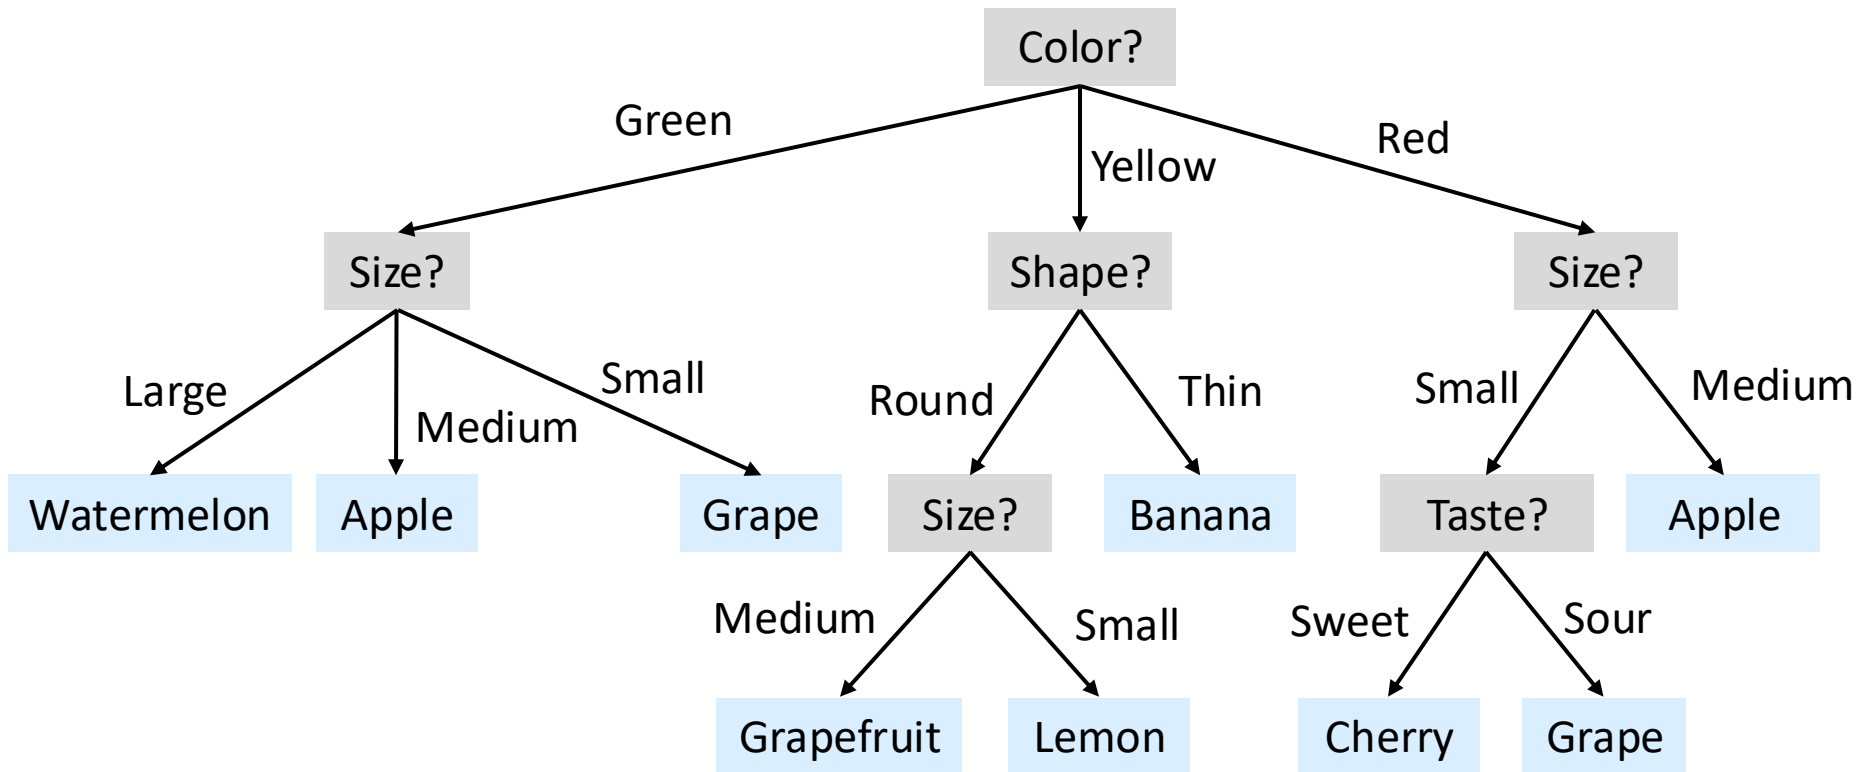 Color?
Green
Yellow
Red
Size?
Shape?
Size?
Large
Medium
Small
Round
Thin
Small
Medium
Watermelon
Apple
Grape
Size?
Banana
Taste?
Apple
Medium
Small
Sweet
Sour
Grapefruit
Lemon
Cherry
Grape